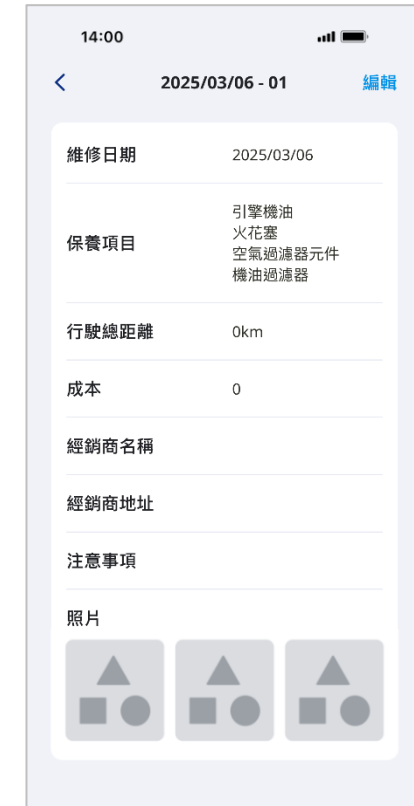 14:00
2025/03/06 - 01
編輯
維修日期
2025/03/06
保養項目
引擎機油
火花塞
空氣過濾器元件
機油過濾器
行駛總距離
0km
成本
0
經銷商名稱
經銷商地址
注意事項
照片